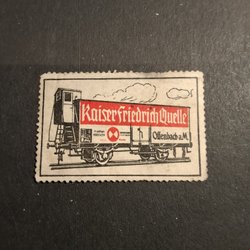 Kaiser Friedrich Quelle
Offenbach a.M.